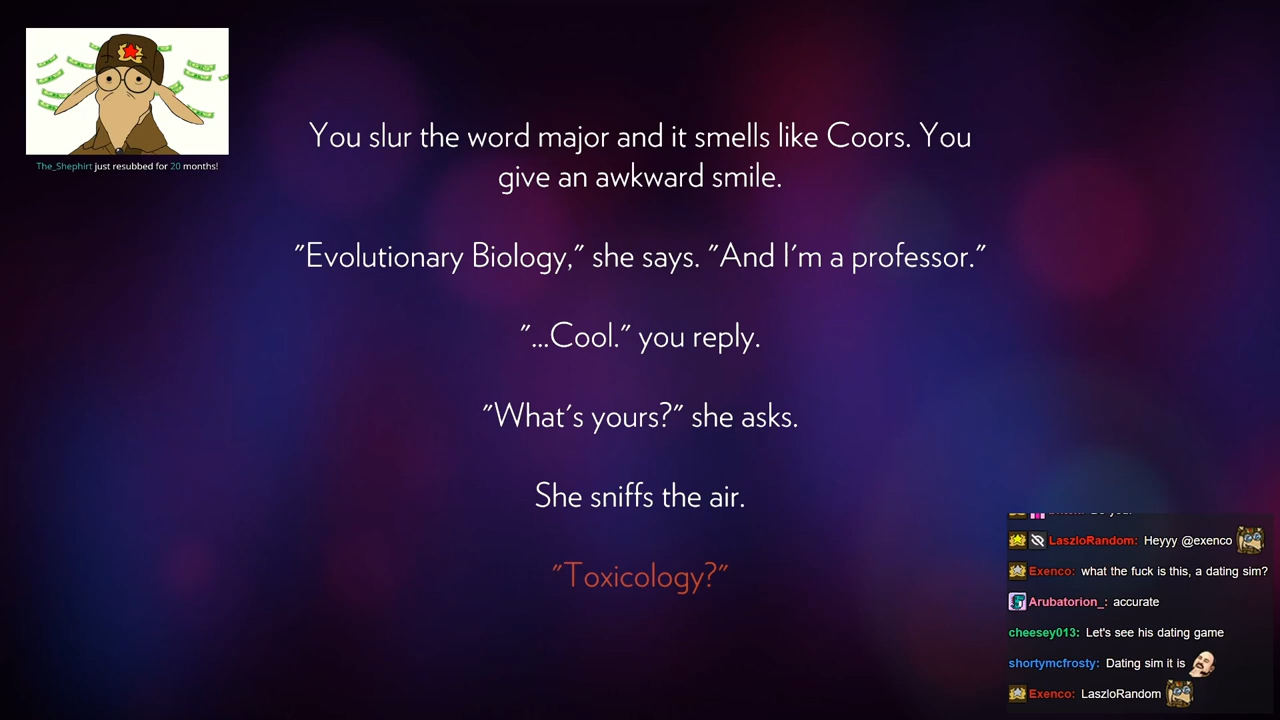 The_Shephirt just resubbed for 20 months!
You slur the word major and it smells like Coors. You
give an awkward smile.
"Evolutionary Biology," she says. "And I'm a professor."
"...Cool." you reply.
"What's yours?" she asks.
She sniffs the air.
"Toxicology?"
LaszloRandom: Heyyy @exenco
Exenco: what the fuck is this, a dating sim?
Arubatorion_: accurate
cheesey013: Let's see his dating game
shortymcfrosty: Dating sim it is
Exenco: LaszloRandom